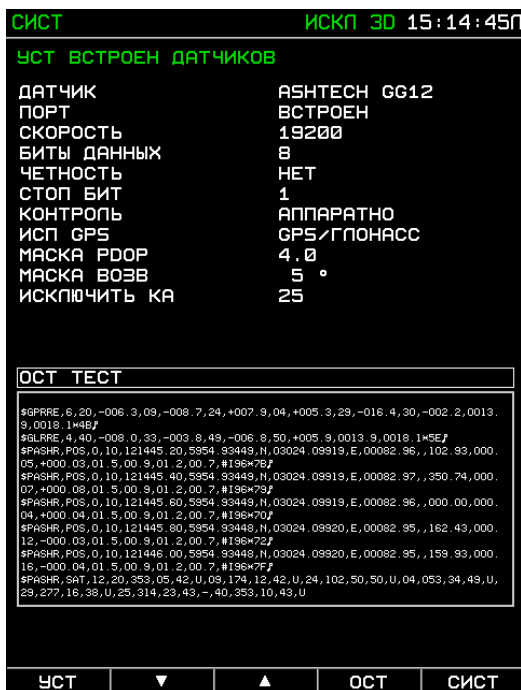 СИСТ ИСКЛ 3D 15:14:45Л
УСТ ВСТРОЕН ДАТЧИКОВ
ДАТЧИК ASHTECH GG12
ПОРТ ВСТРОЕН
СКОРОСТЬ 19200
БИТЫ ДАННЫХ 8
ЧЕТНОСТЬ НЕТ
СТОП БИТ 1
КОНТРОЛЬ АППАРАТНО
ИСП GPS GPS/ГЛОНАСС
МАСКА PDOP 4.0
МАСКА ВОЗВ 5 °
ИСКЛЮЧИТЬ КА 25
ОСТ ТЕСТ
$GPRRE,6,20,-006.3,09,-008.7,24,+007.9,04,+005.3,29,-016.4,30,-002.2,0013.
9,0018.1*4B♪
$GLRRE,4,40,-008.0,33,-003.8,49,-006.8,50,+005.9,0013.9,0018.1*5E♪
$PASHR,POS,0,10,121445.20,5954.93449,N,03024.09919,E,00082.96,,102.93,000.
05,+000.03,01.5,00.9,01.2,00.7,#I96*7B♪
$PASHR,POS,0,10,121445.40,5954.93449,N,03024.09919,E,00082.97,,350.74,000.
07,+000.08,01.5,00.9,01.2,00.7,#I96*79♪
$PASHR,POS,0,10,121445.60,5954.93449,N,03024.09919,E,00082.96,,000.00,000.
04,+000.04,01.5,00.9,01.2,00.7,#I96*70♪
$PASHR,POS,0,10,121445.80,5954.93448,N,03024.09920,E,00082.95,,162.43,000.
12,-000.03,01.5,00.9,01.2,00.7,#I96*72♪
$PASHR,POS,0,10,121446.00,5954.93448,N,03024.09920,E,00082.95,,159.93,000.
16,-000.04,01.5,00.9,01.2,00.7,#I96*7F♪
$PASHR,SAT,12,20,353,05,42,U,09,174,12,42,U,24,102,50,50,U,04,053,34,49,U,
29,277,16,38,U,25,314,23,43,-,40,353,10,43,U
УСТ ▼ ▲ ОСТ СИСТ